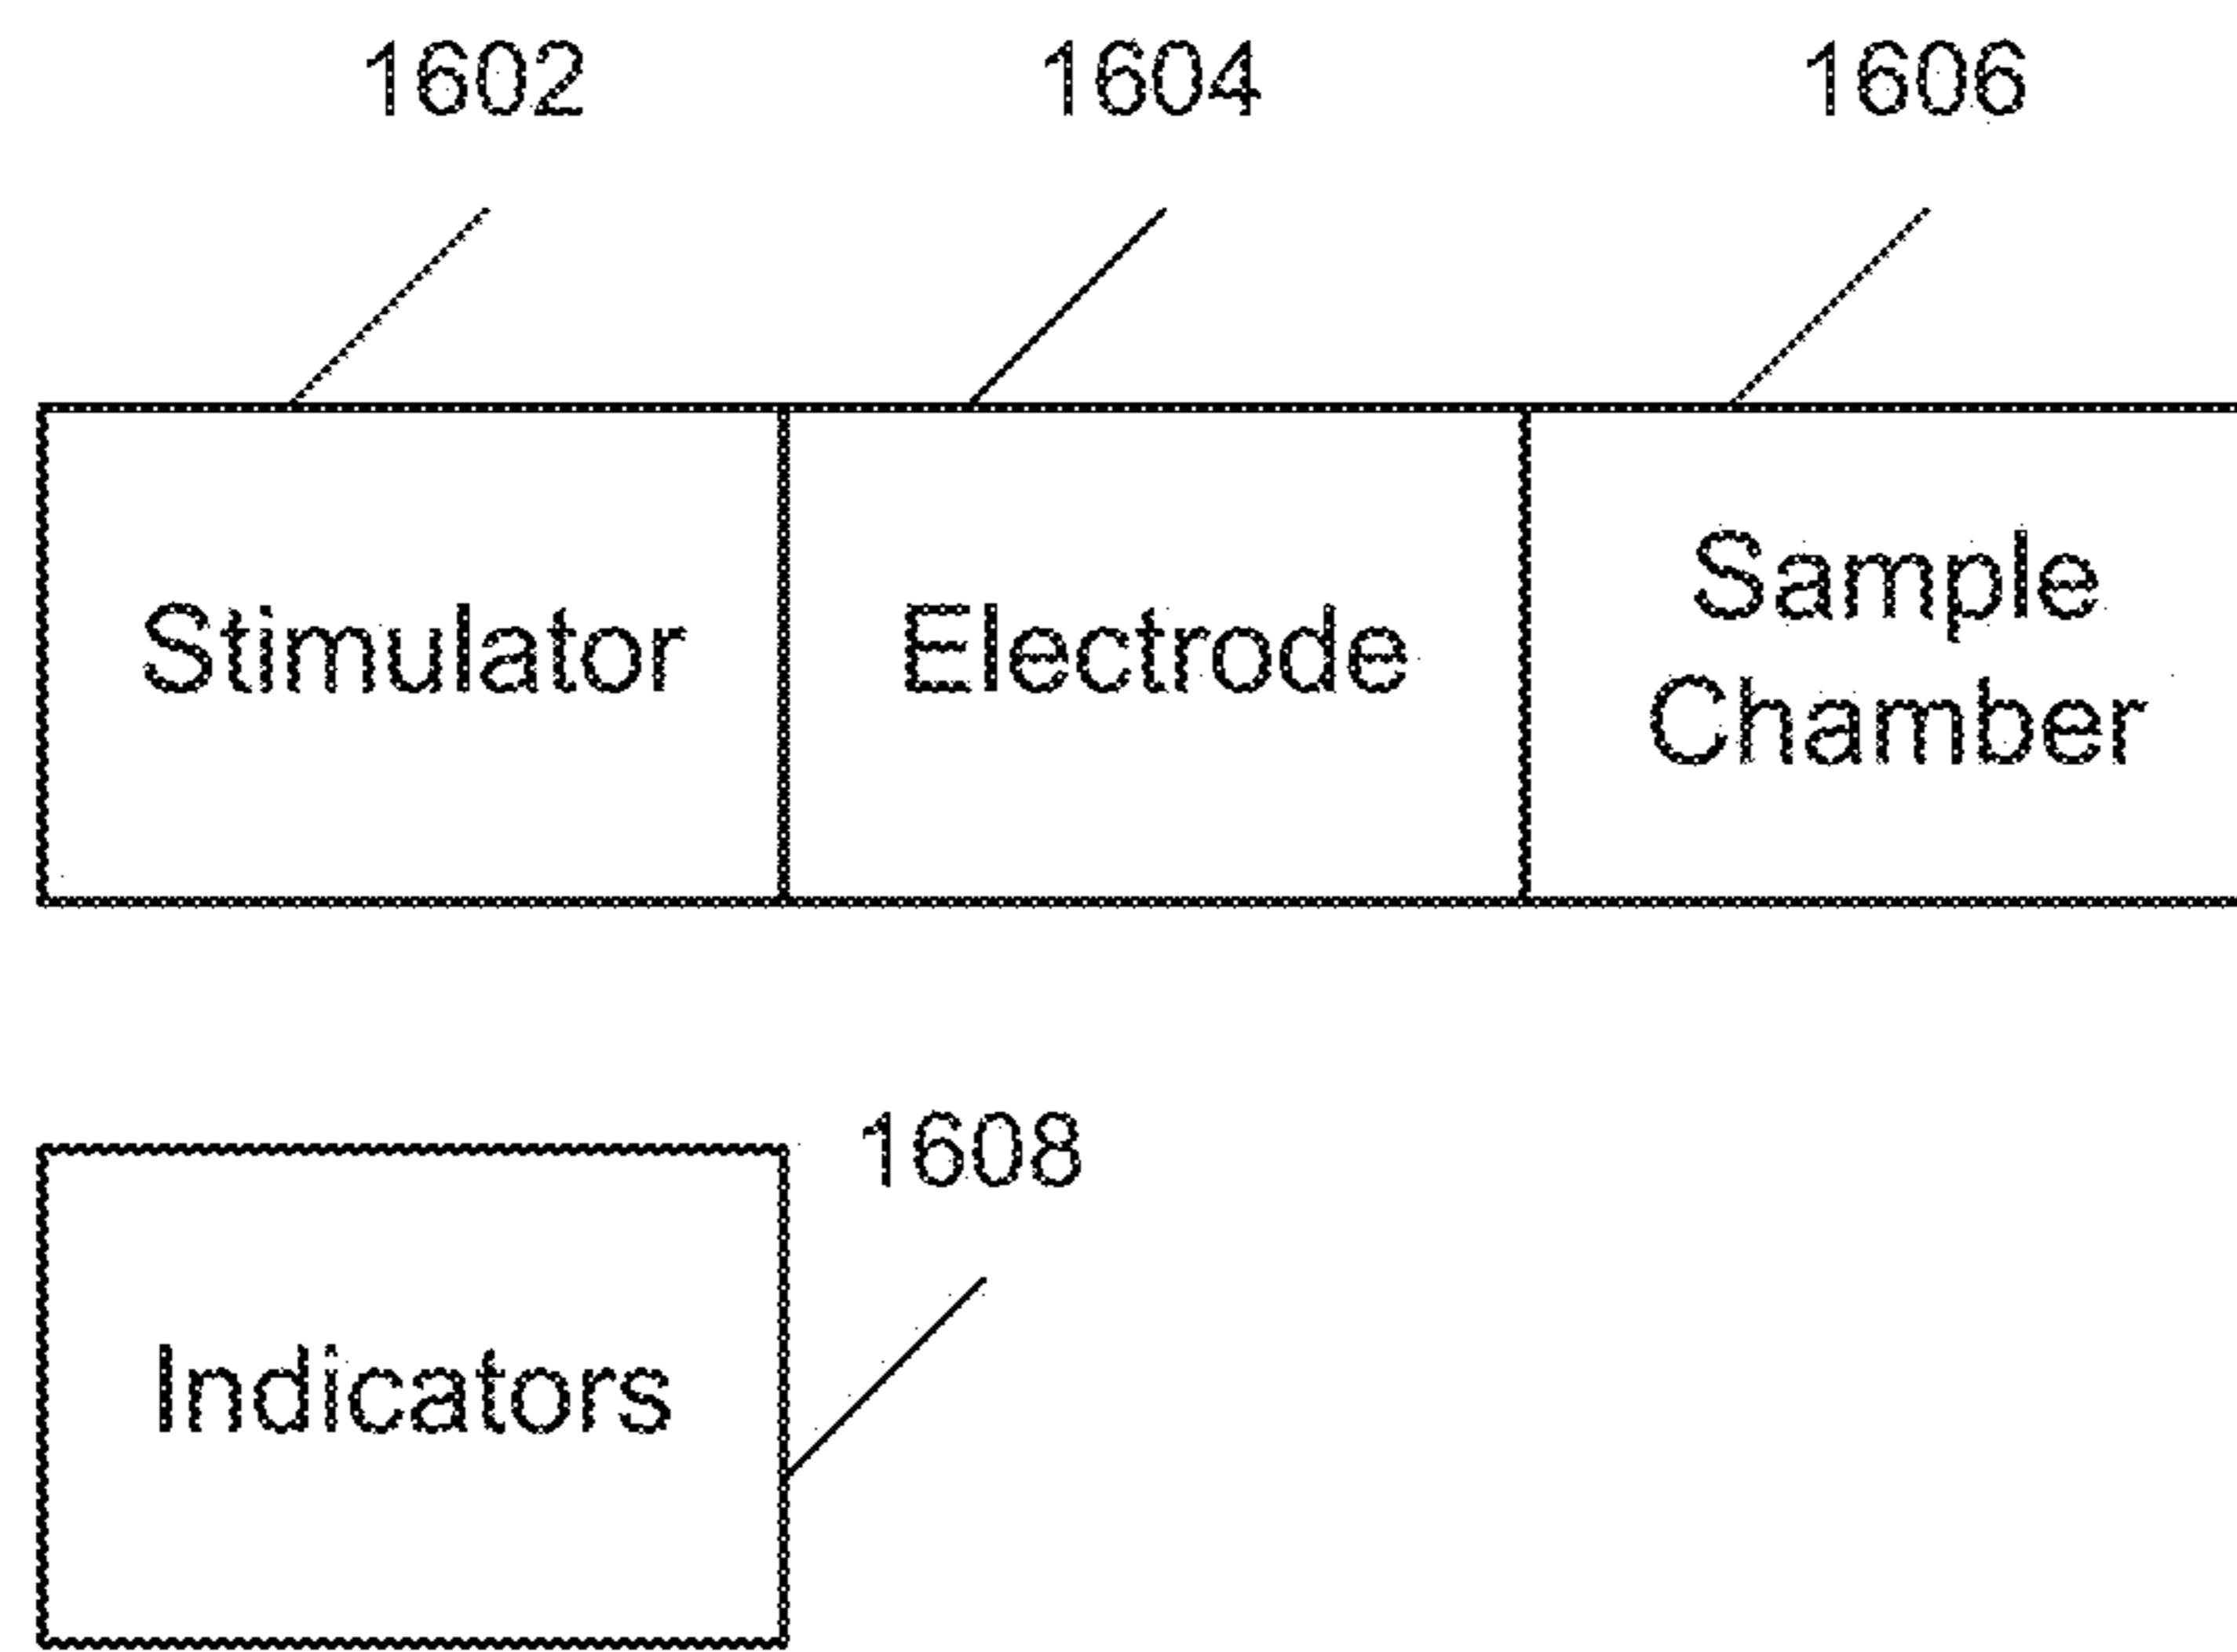 1602 1604 1606
Stimulator Electrode Sample
Chamber
1608
Indicators